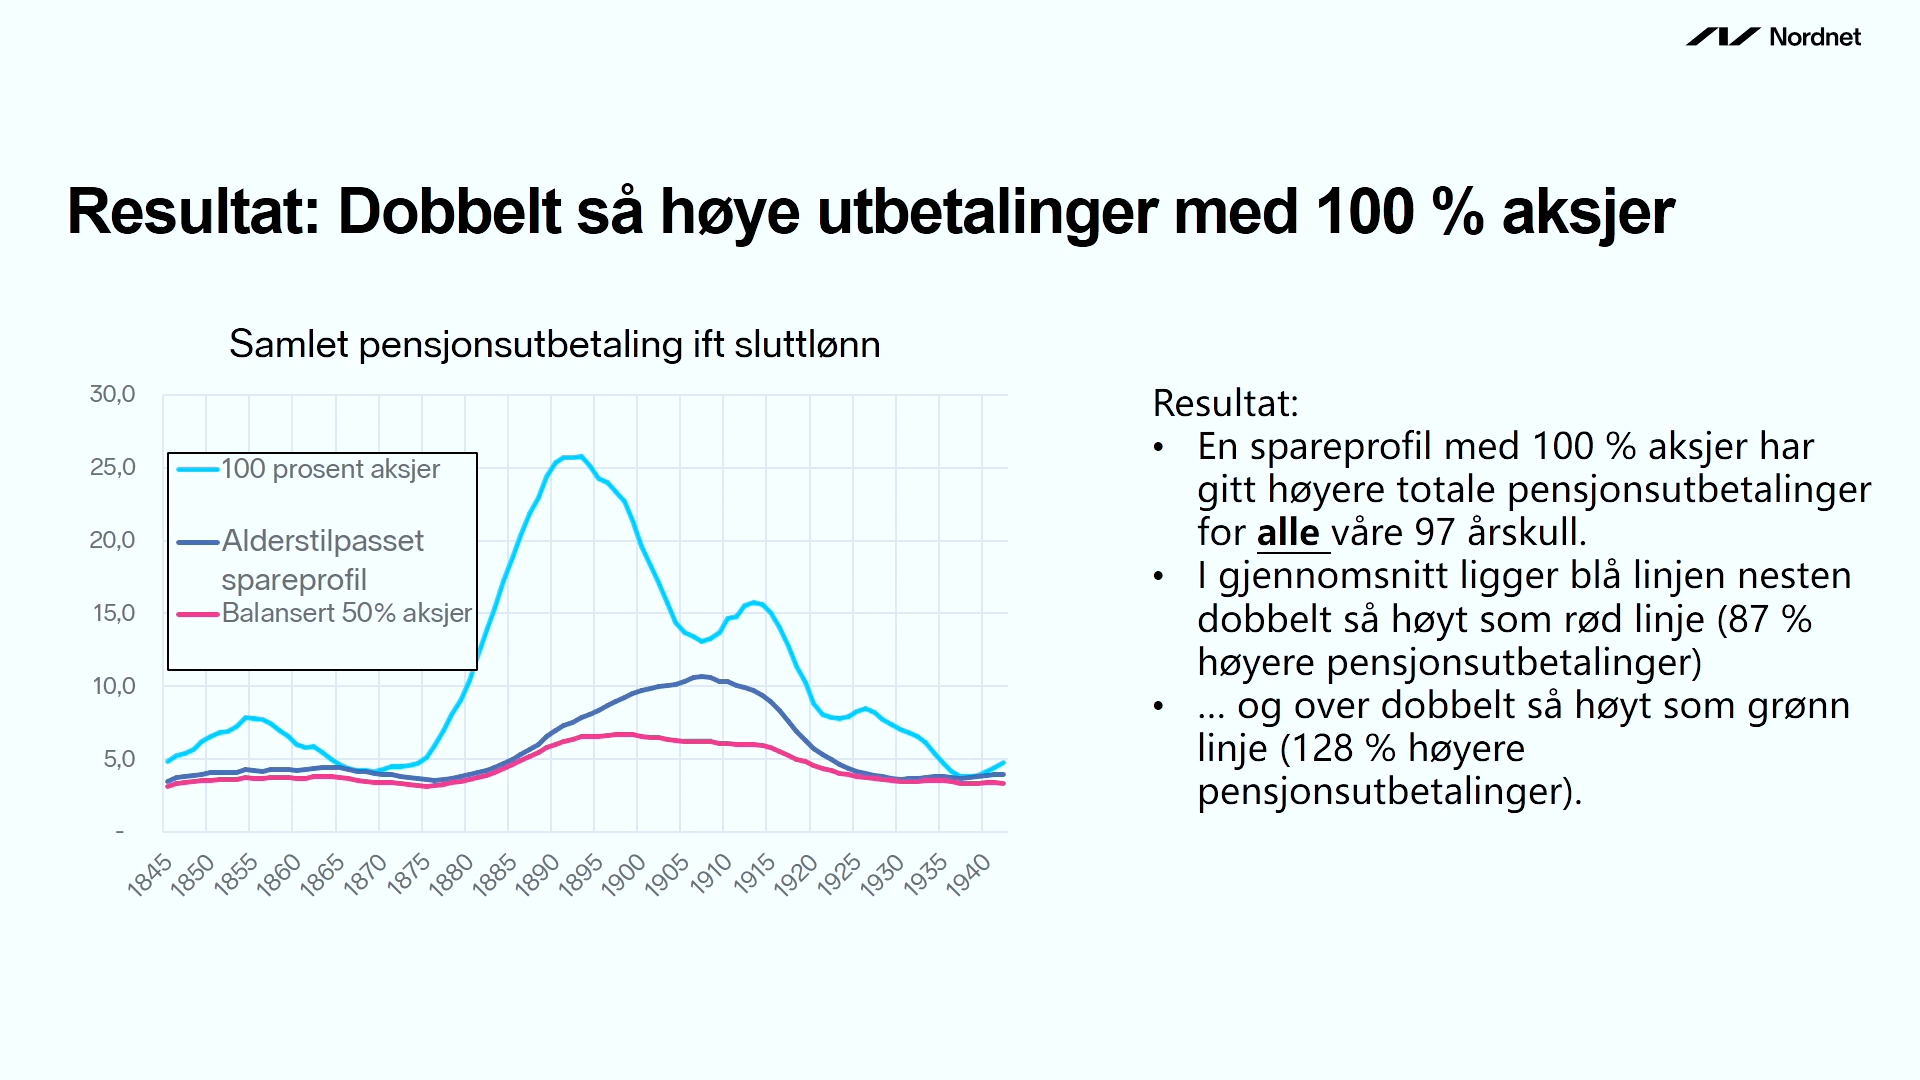 Nordnet
Resultat: Dobbelt så høye utbetalinger med 100 % aksjer
Samlet pensjonsutbetaling ift sluttlønn
30,0
25,0
20,0
15,0
10,0
5,0
-
100 prosent aksjer
Alderstilpasset
spareprofil
Balansert 50% aksjer
1845
1850
1855
1860
1865
1870
1875
1880
1885
1890
1895
1900
1905
1910
1915
1920
1925
1930
1935
1940
Resultat:
• En spareprofil med 100 % aksjer har
gitt høyere totale pensjonsutbetalinger
for alle våre 97 årskull.
• I gjennomsnitt ligger blå linjen nesten
dobbelt så høyt som rød linje (87 %
høyere pensjonsutbetalinger)
• … og over dobbelt så høyt som grønn
linje (128 % høyere
pensjonsutbetalinger).